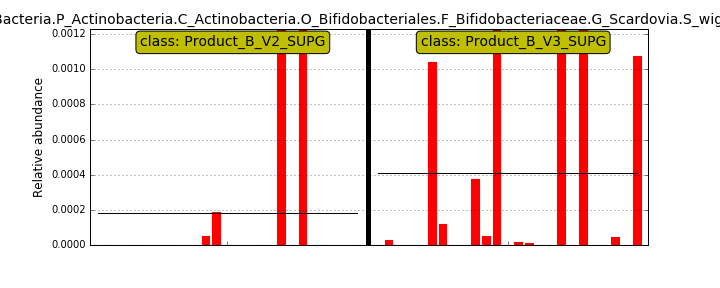 Bacteria.P_Actinobacteria.C_Actinobacteria.O_Bifidobacteriales.F_Bifidobacteriaceae.G_Scardovia.S_wig
class: Product_B_V2_SUPG
class: Product_B_V3_SUPG
0.0012
0.0010
0.0008
0.0006
0.0004
0.0002
0.0000
Relative abundance